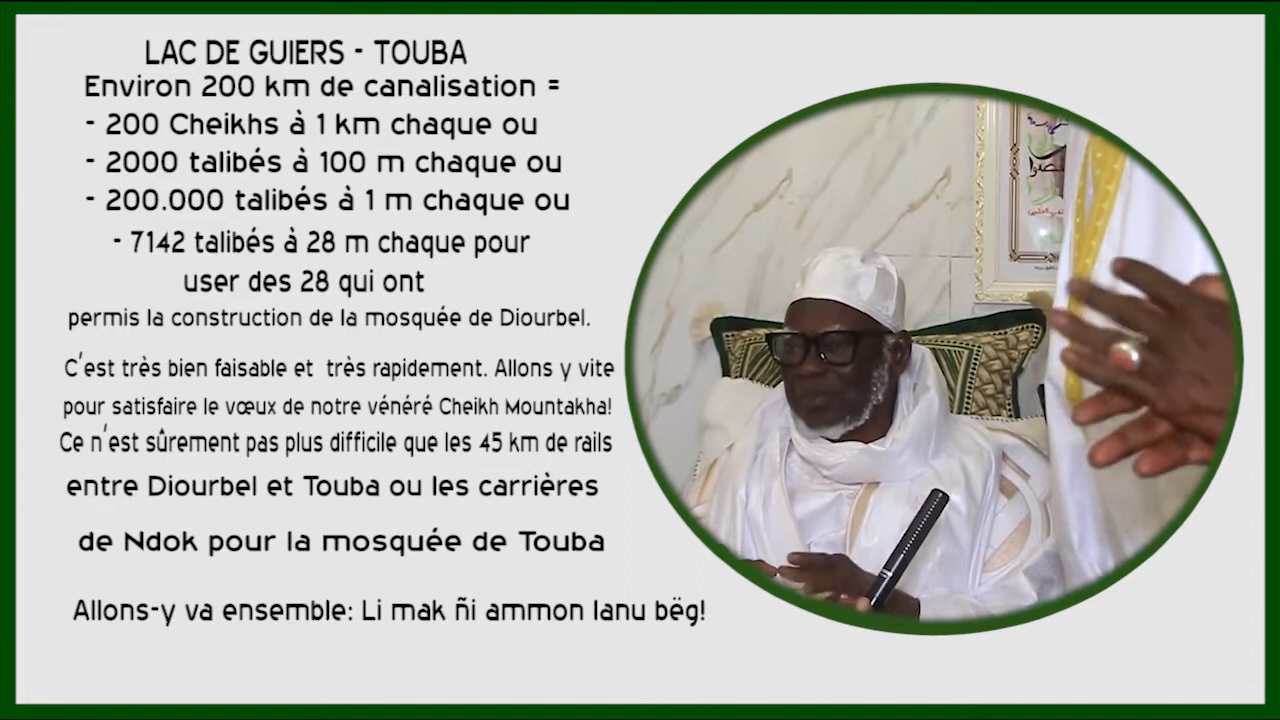 LAC DE GUIERS - TOUBA
Environ 200 km de canalisation =
- 200 Cheikhs à 1 km chaque ou
- 2000 talibés à 100 m chaque ou
- 200.000 talibés à 1 m chaque ou
- 7142 talibés à 28 m chaque pour
user des 28 qui ont
permis la construction de la mosquée de Diourbel.
C'est très bien faisable et très rapidement. Allons y vite
pour satisfaire le vœux de notre vénéré Cheikh Mountakha!
Ce n'est sûrement pas plus difficile que les 45 km de rails
entre Diourbel et Touba ou les carrières
de Ndok pour la mosquée de Touba
Allons-y va ensemble: Li mak ñi ammon lanu bëg!